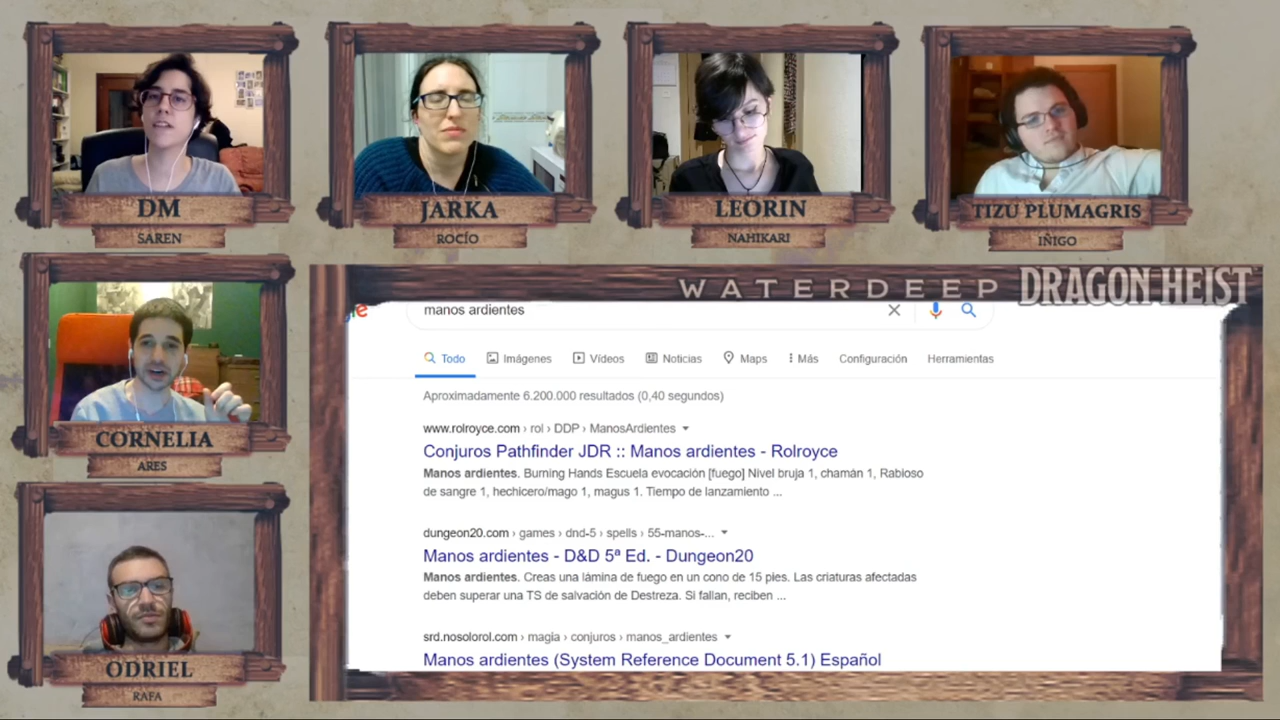 DM
SAREN
JARKA
ROCÍO
LEORIN
NAHIKARI
TIZU PLUMAGRIS
IÑIGO
CORNELIA
ARES
ODRIEL
RAFA
WATERDEEP DRAGON HEIST
le
manos ardientes
Todo Imágenes Vídeos Noticias Maps Más Configuración Herramientas
Aproximadamente 6.200.000 resultados (0,40 segundos)
www.rolroyce.com › rol › DDP › ManosArdientes
Conjuros Pathfinder JDR :: Manos ardientes - Rolroyce
Manos ardientes. Burning Hands Escuela evocación [fuego] Nivel bruja 1, chamán 1, Rabioso
de sangre 1, hechicero/mago 1, magus 1. Tiempo de lanzamiento ...
dungeon20.com › games › dnd-5 › spells › 55-manos-...
Manos ardientes - D&D 5ª Ed. - Dungeon20
Manos ardientes. Creas una lámina de fuego en un cono de 15 pies. Las criaturas afectadas
deben superar una TS de salvación de Destreza. Si fallan, reciben ...
srd.nosolorol.com › magia › conjuros › manos_ardientes
Manos ardientes (System Reference Document 5.1) Español